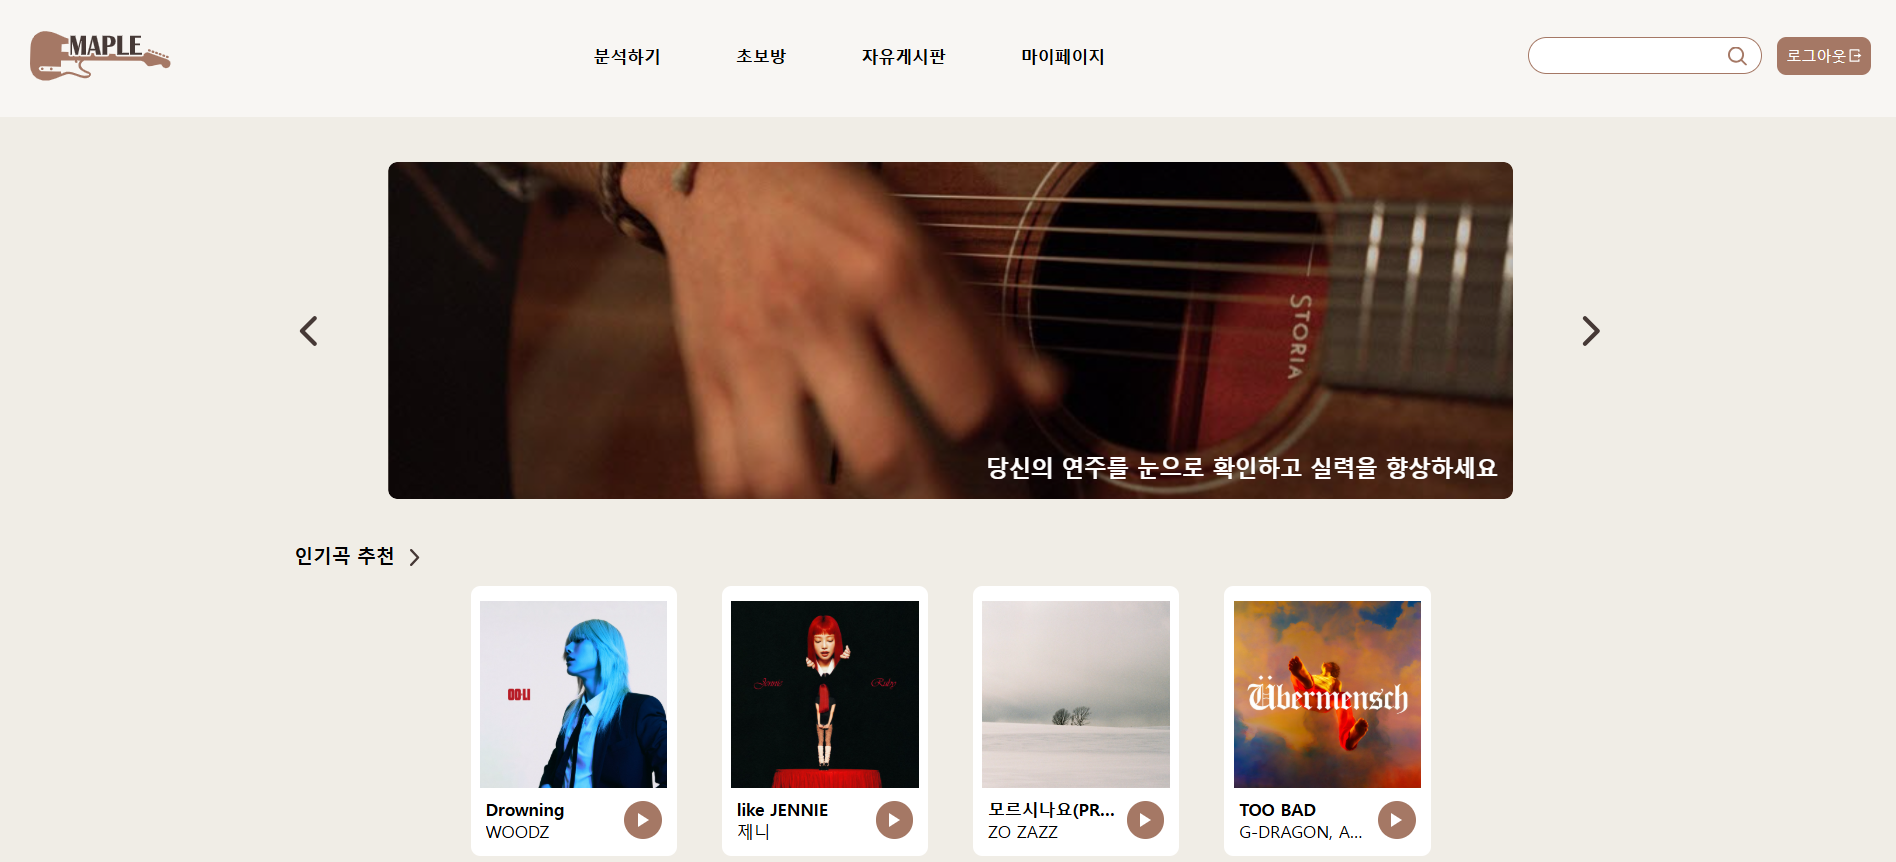 MAPLE
분석하기
초보방
자유게시판
마이페이지
로그아웃
STORIA
당신의 연주를 눈으로 확인하고 실력을 향상하세요
인기곡 추천
OO-LI
Jennie
Ruby
Übermensch
Drowning
WOODZ
like JENNIE
제니
모르시나요(PR...
ZO ZAZZ
TOO BAD
G-DRAGON, A...